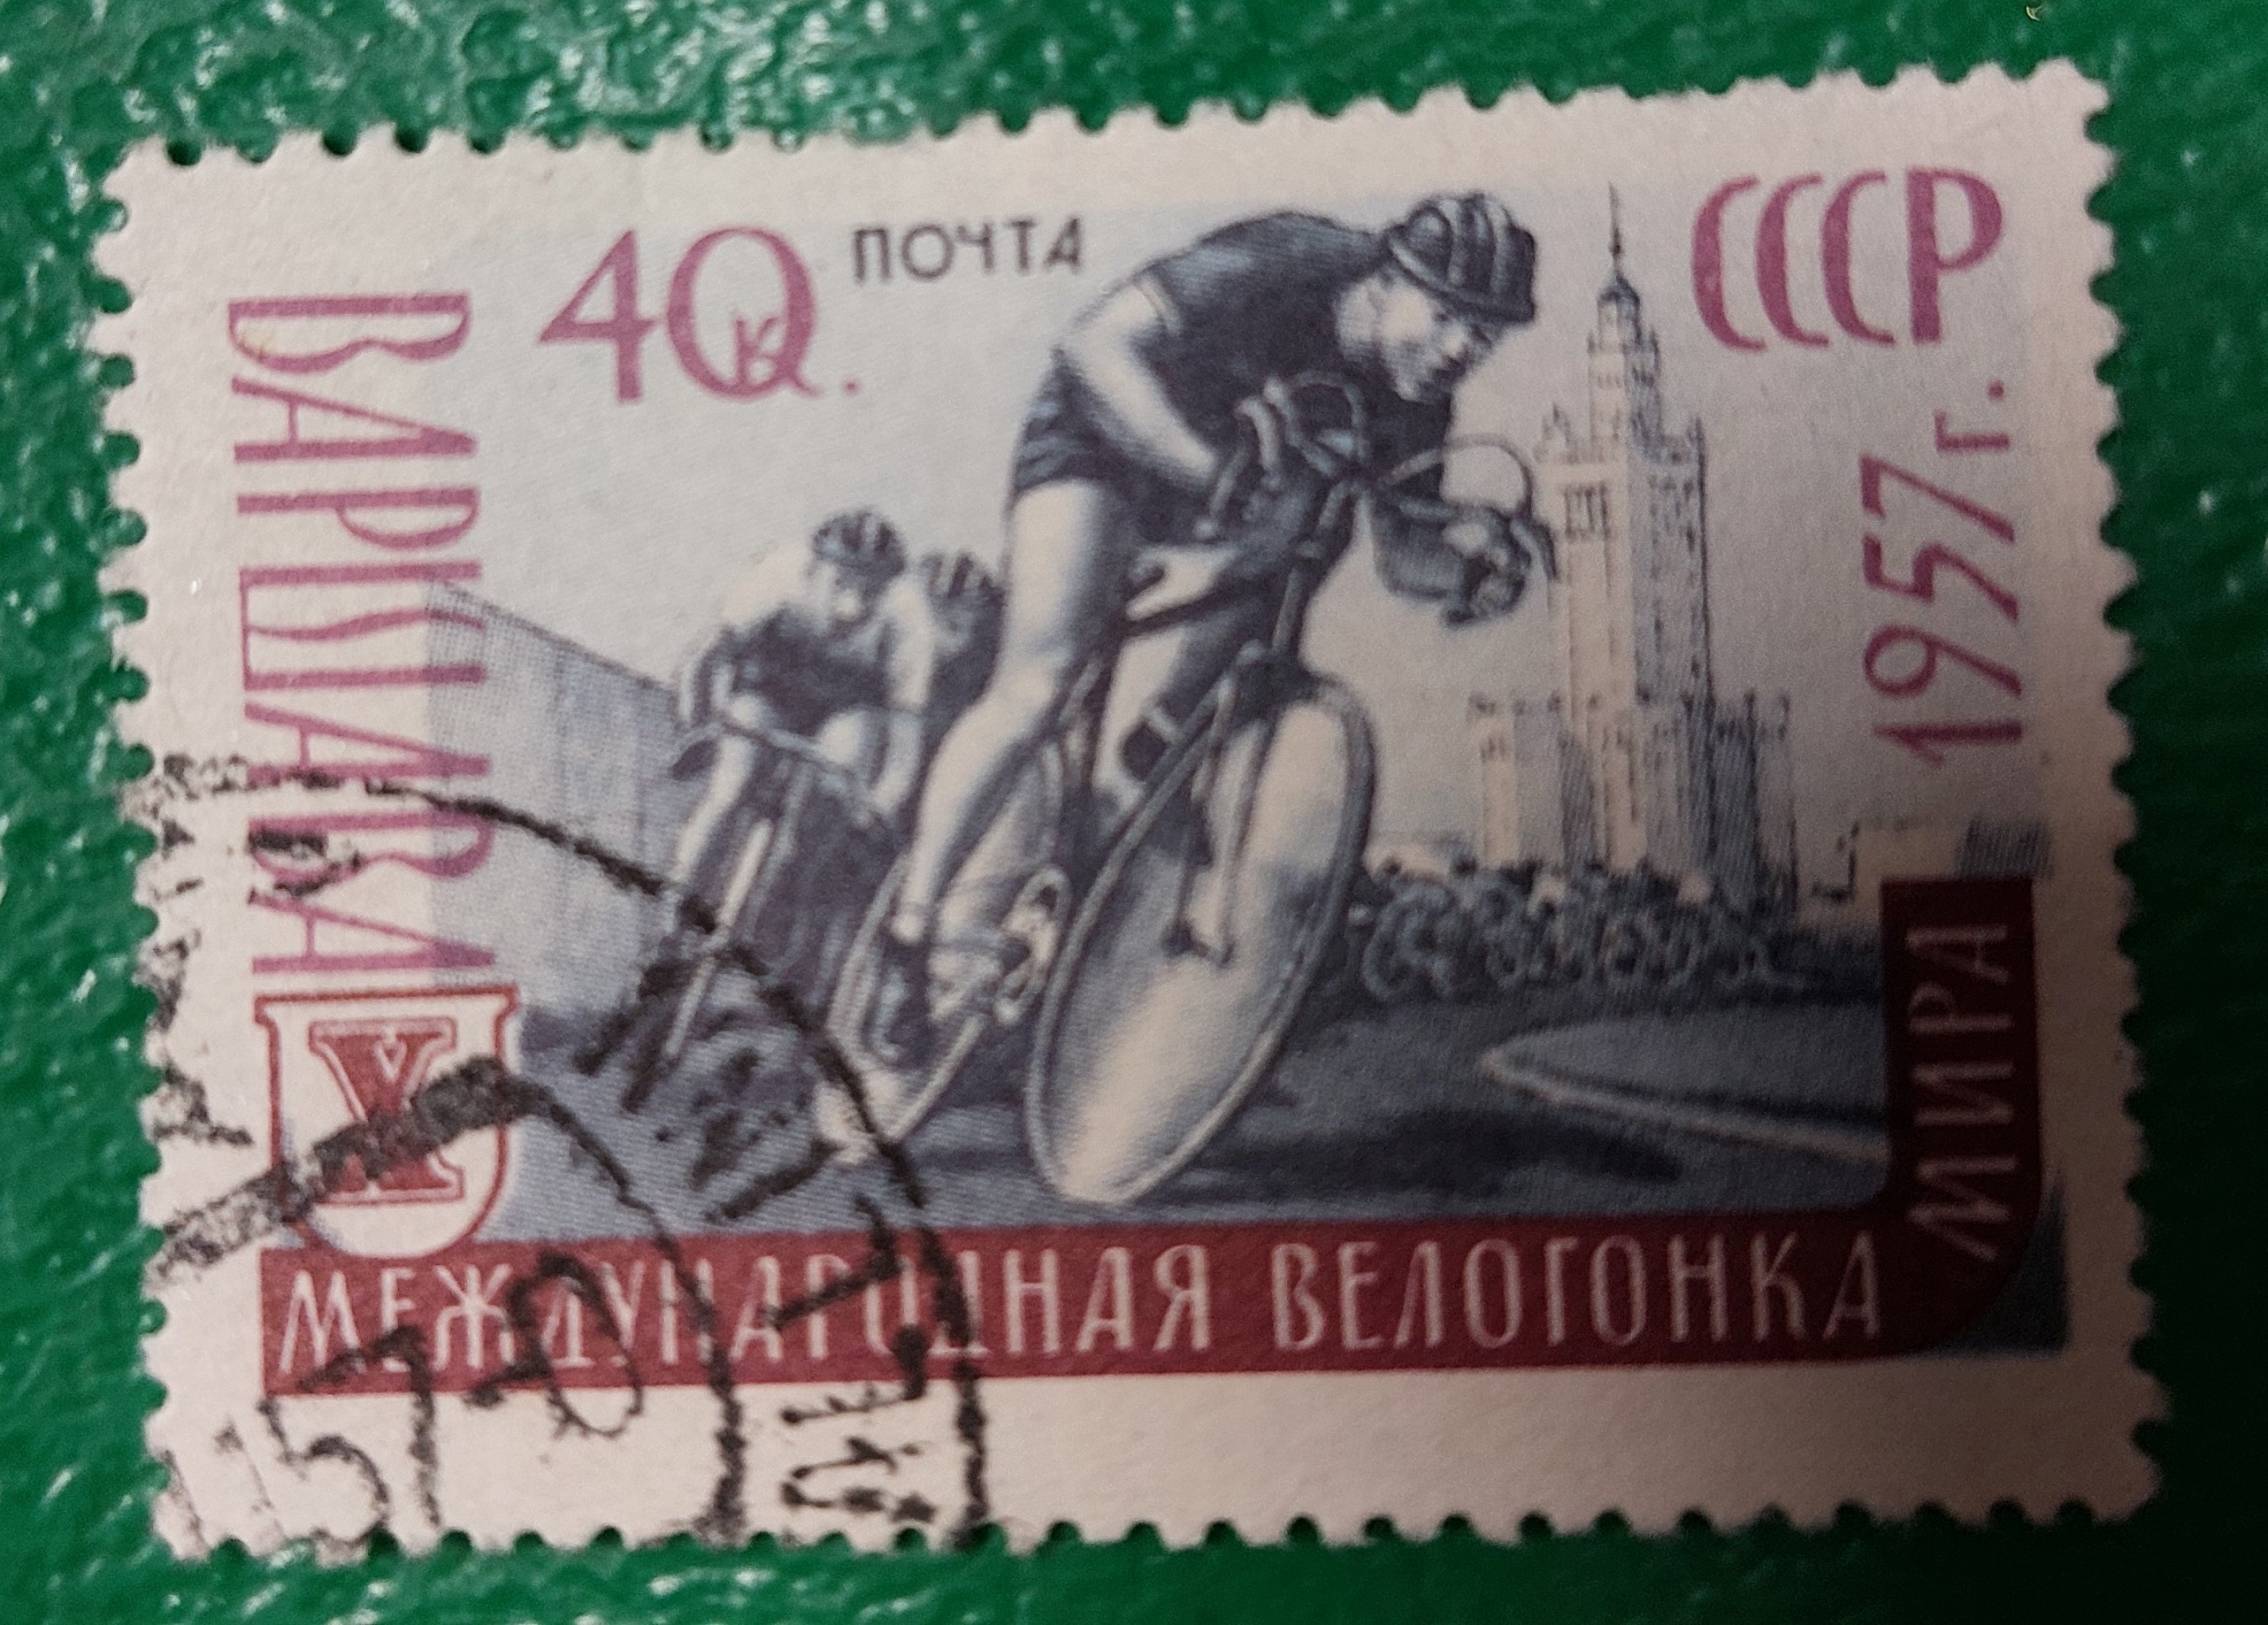 40к. ПОЧТА
СССР
ВАРШАВА
1957 г.
X
МЕЖДУНАРОДНАЯ ВЕЛОГОНКА
МИРА